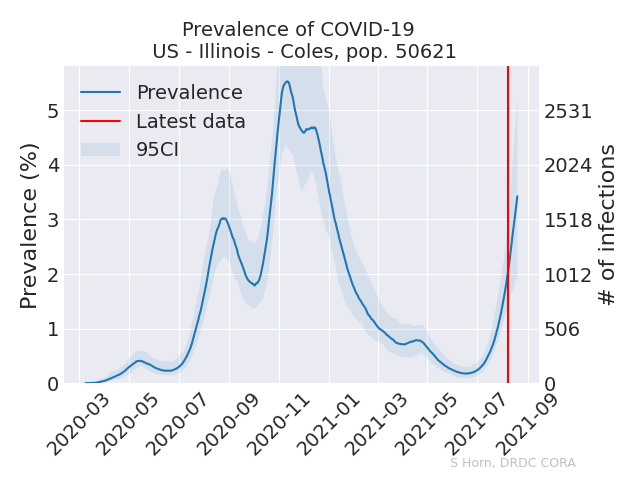 Prevalence of COVID-19
US - Illinois - Coles, pop. 50621
Prevalence
Latest data
95CI
Prevalence (%)
5
4
3
2
1
0
2531
2024
1518
1012
506
0
# of infections
2020-03
2020-05
2020-07
2020-09
2020-11
2021-01
2021-03
2021-05
2021-07
2021-09
S Horn, DRDC CORA